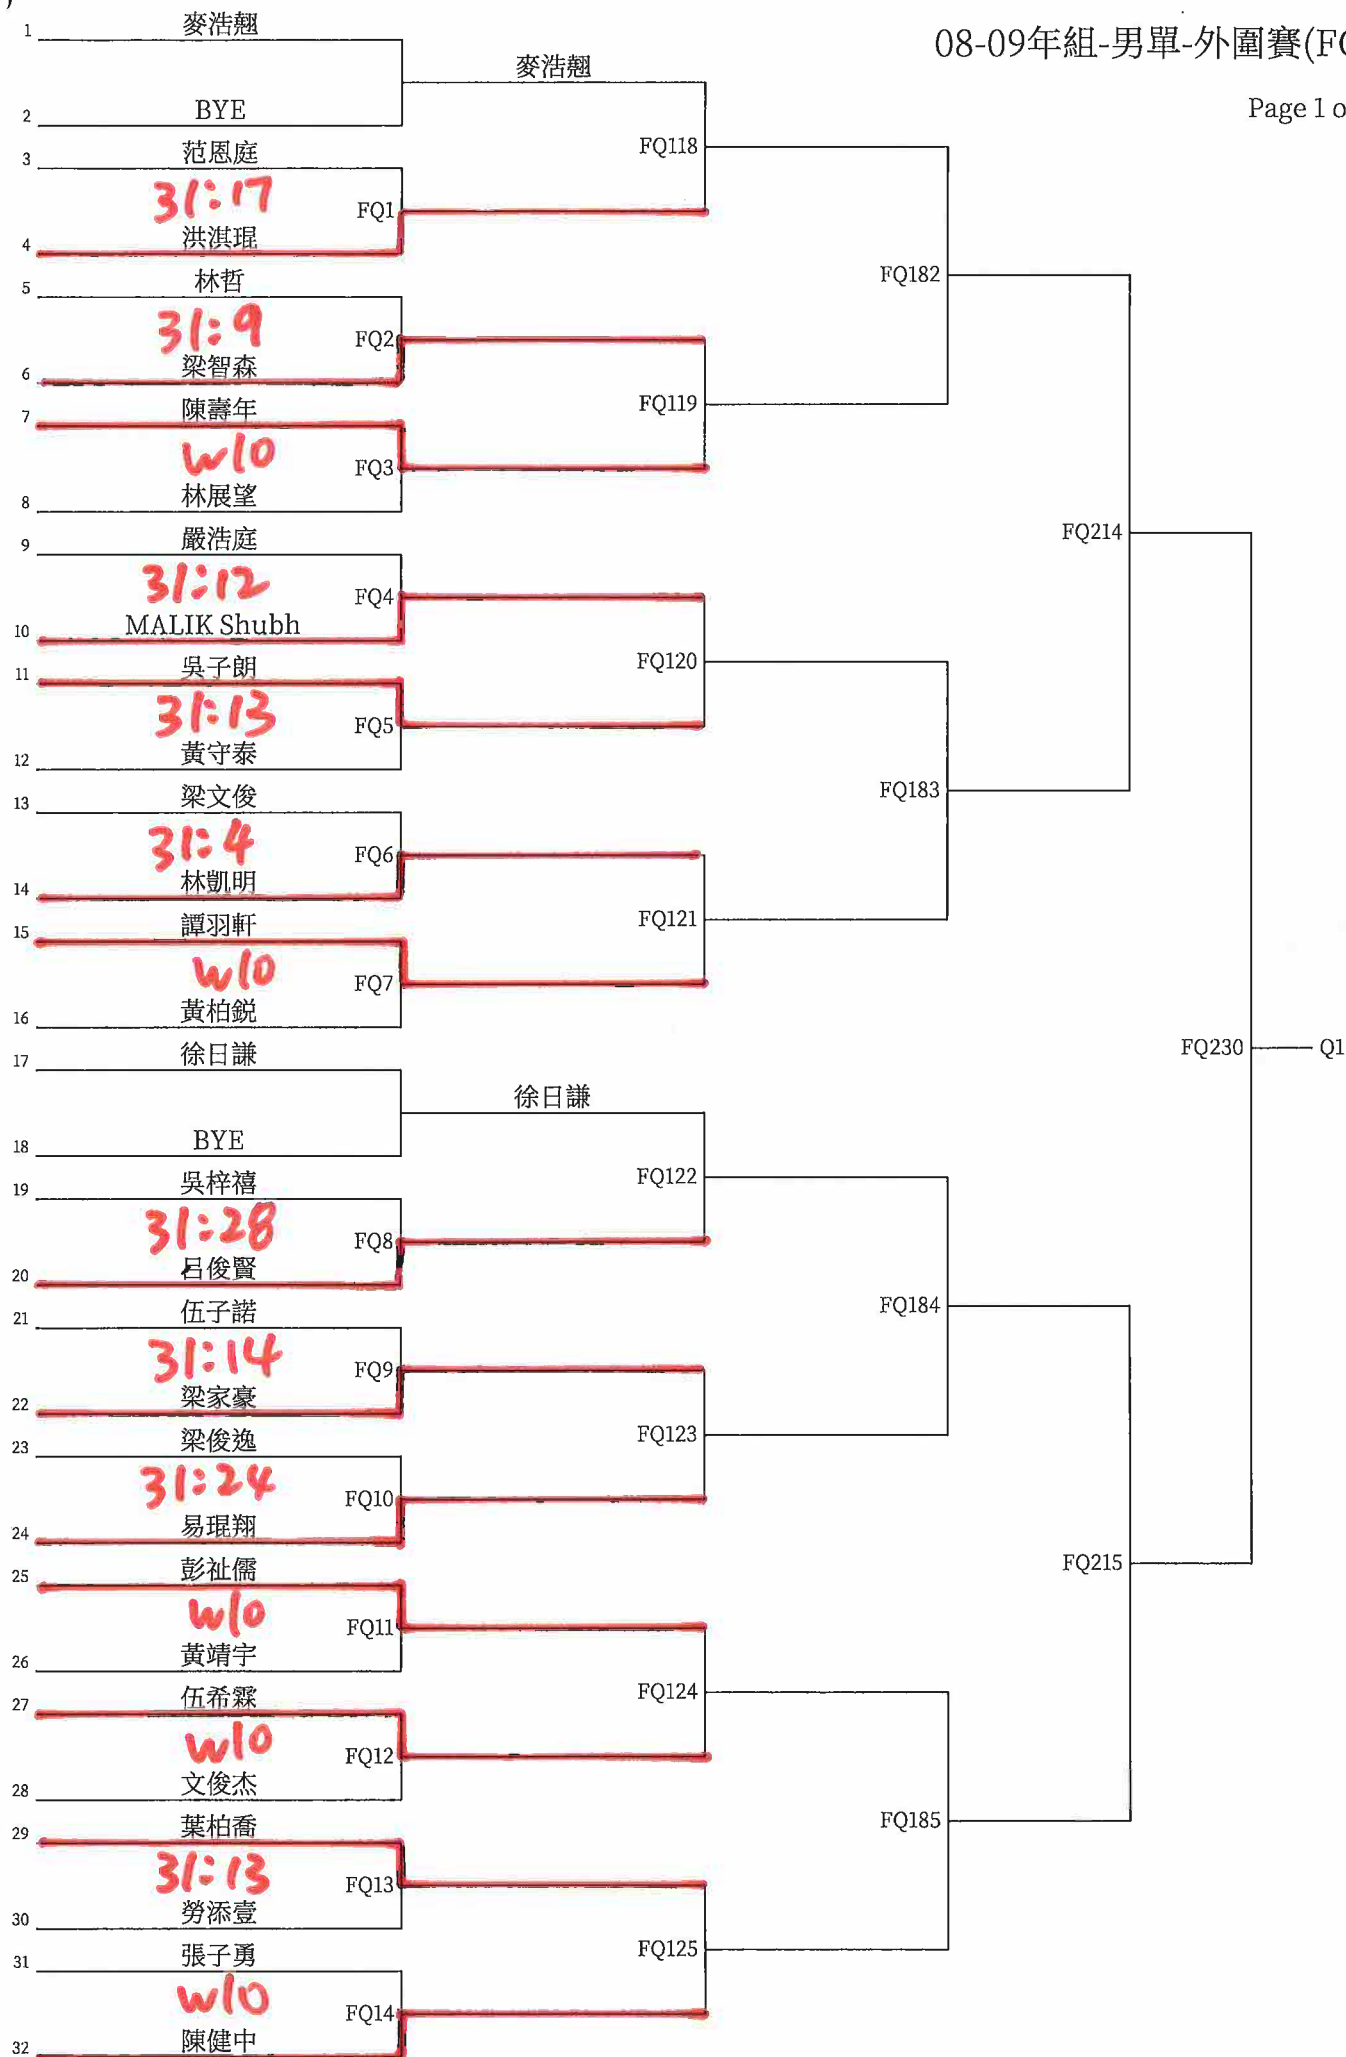 08-09年組-男單-外圍賽(FQ
Page 1 o
1 麥浩翹
麥浩翹
2 BYE
FQ118
3 范恩庭
31:17 FQ1
4 洪淇琨
FQ182
5 林哲
31:9 FQ2
6 梁智森
FQ119
7 陳壽年
w/o FQ3
8 林展望
FQ214
9 嚴浩庭
31:12 FQ4
10 MALIK Shubh
FQ120
11 吳子朗
31:13 FQ5
12 黃守泰
FQ183
13 梁文俊
31:4 FQ6
14 林凱明
FQ121
15 譚羽軒
w/o FQ7
16 黃柏鋭
FQ230 Q1
17 徐日謙
徐日謙
18 BYE
FQ122
19 吳梓禧
31:28 FQ8
20 呂俊賢
FQ184
21 伍子諾
31:14 FQ9
22 梁家豪
FQ123
23 梁俊逸
31:24 FQ10
24 易琨翔
FQ215
25 彭祉儒
w/o FQ11
26 黃靖宇
FQ124
27 伍希霖
w/o FQ12
28 文俊杰
FQ185
29 葉柏喬
31:13 FQ13
30 勞添壹
FQ125
31 張子勇
w/o FQ14
32 陳健中